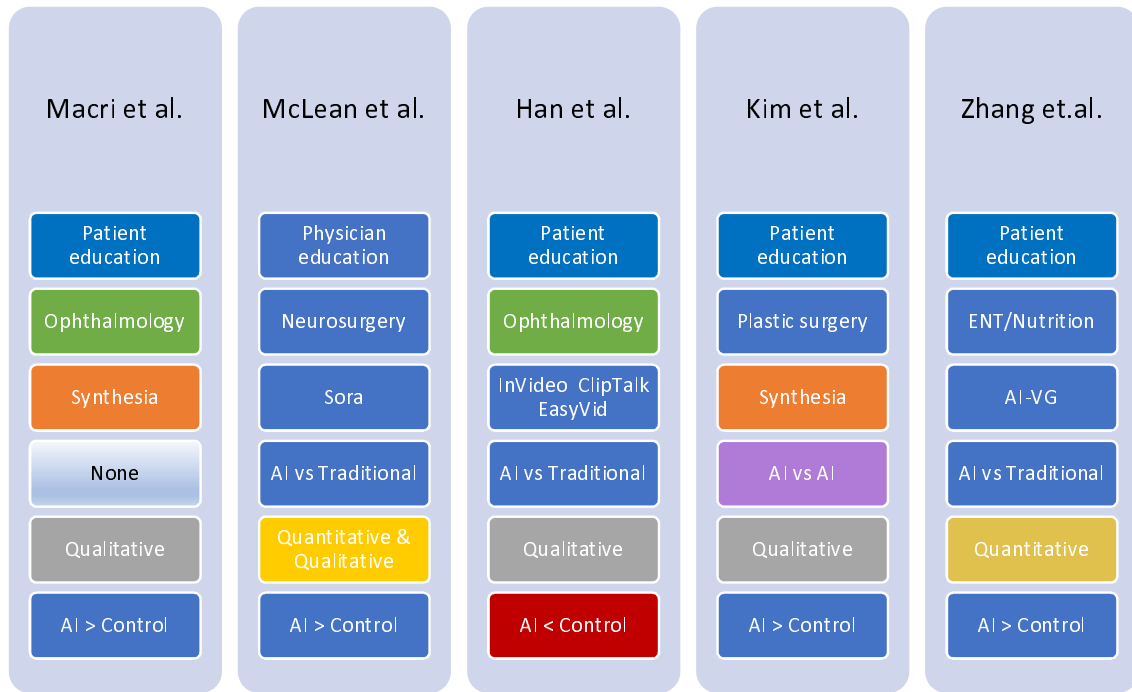 Macri et al.
Patient
education
Ophthalmology
Synthesia
None
Qualitative
AI > Control
McLean et al.
Physician
education
Neurosurgery
Sora
AI vs Traditional
Quantitative &
Qualitative
AI > Control
Han et al.
Patient
education
Ophthalmology
InVideo ClipTalk
EasyVid
AI vs Traditional
Qualitative
AI < Control
Kim et al.
Patient
education
Plastic surgery
Synthesia
AI vs AI
Qualitative
AI > Control
Zhang et.al.
Patient
education
ENT/Nutrition
AI-VG
AI vs Traditional
Quantitative
AI > Control